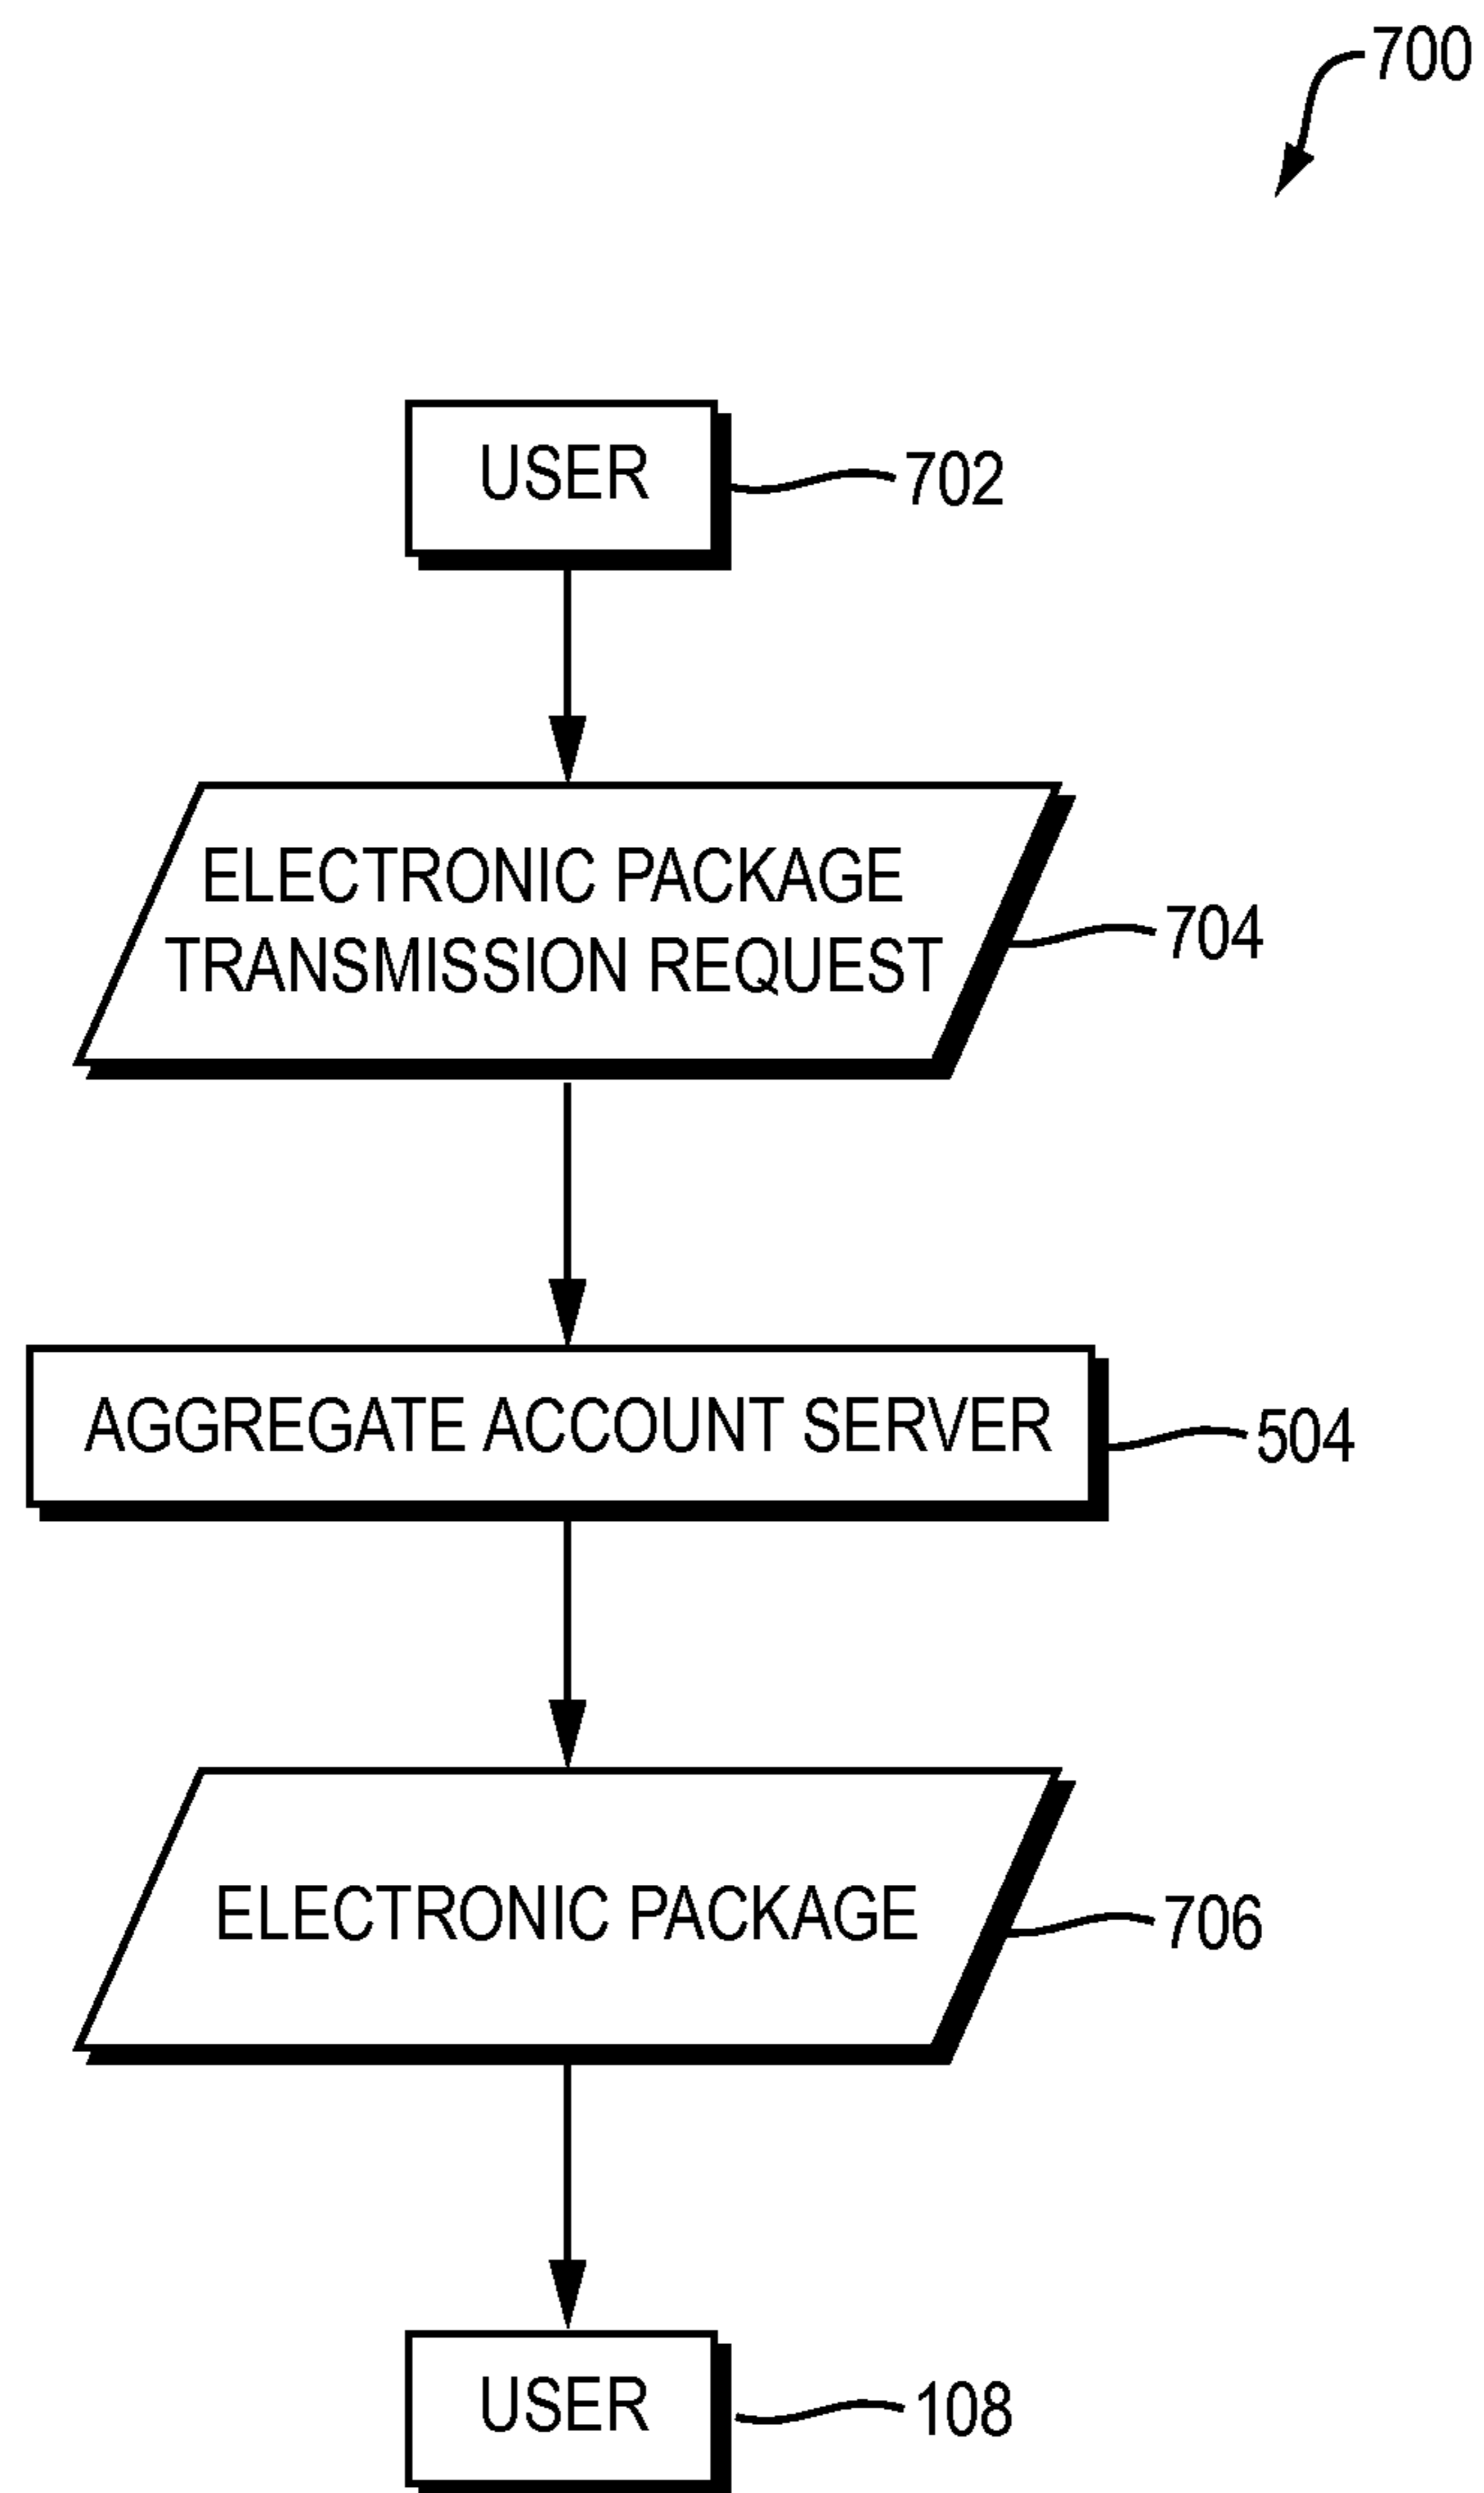 700
USER
702
ELECTRONIC PACKAGE
TRANSMISSION REQUEST
704
AGGREGATE ACCOUNT SERVER
504
ELECTRONIC PACKAGE
706
USER
108